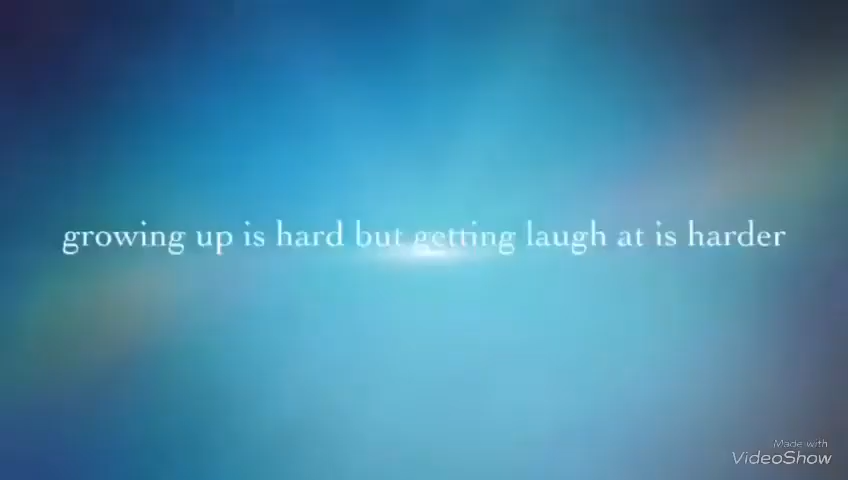 growing up is hard but getting laugh at is harder
Made with
VideoShow